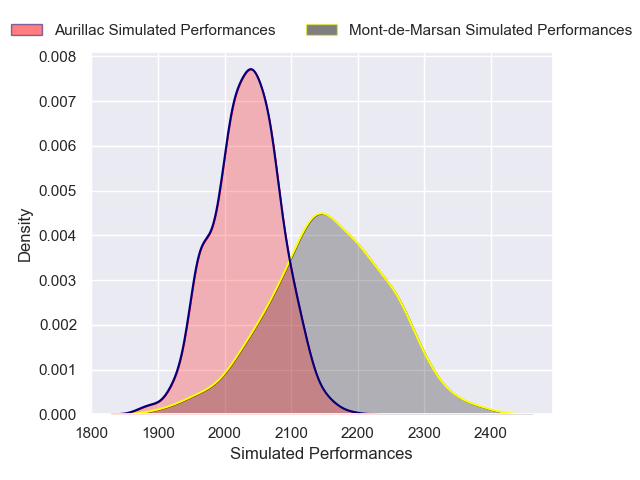 Aurillac Simulated Performances
Mont-de-Marsan Simulated Performances
0.008
0.007
0.006
0.005
0.004
0.003
0.002
0.001
0.000
Density
1800 1900 2000 2100 2200 2300 2400
Simulated Performances